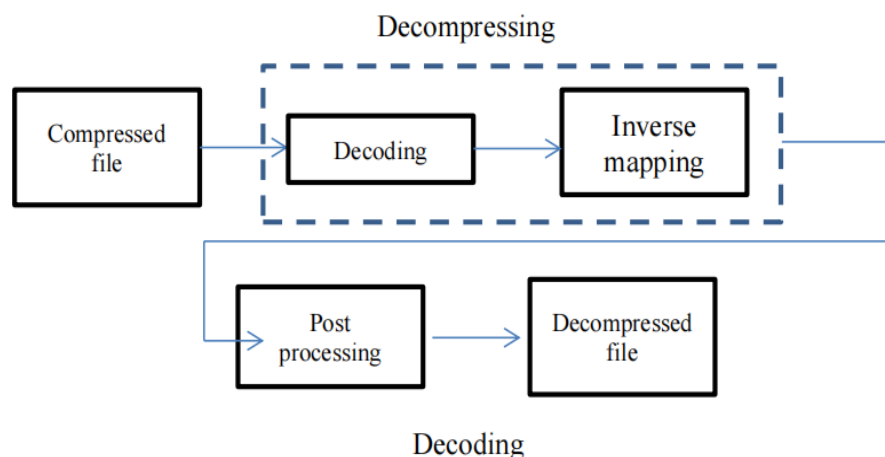 Decompressing
Compressed
file
Decoding
Inverse
mapping
Post
processing
Decompressed
file
Decoding